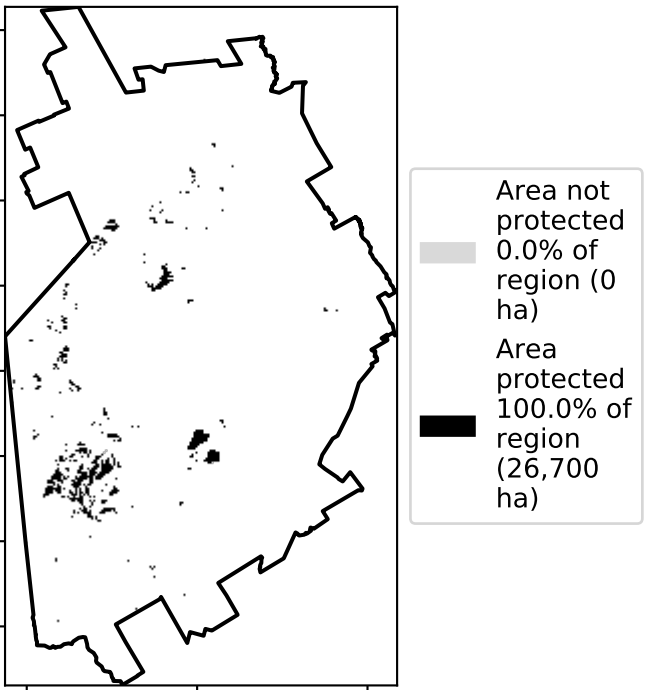 Area not
protected
0.0% of
region (0
ha)
Area
protected
100.0% of
region
(26,700
ha)